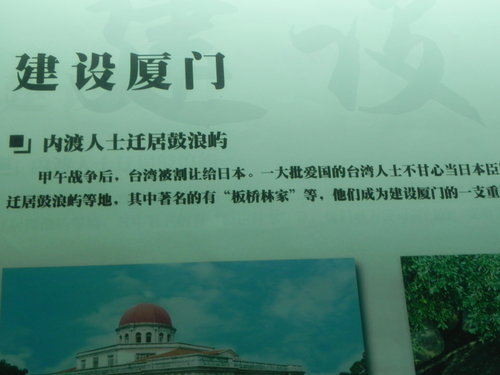 建设厦门
内渡人士迁居鼓浪屿
甲午战争后，台湾被割让给日本。一大批爱国的台湾人士不甘心当日本臣
迁居鼓浪屿等地，其中著名的有“板桥林家”等，他们成为建设厦门的一支重